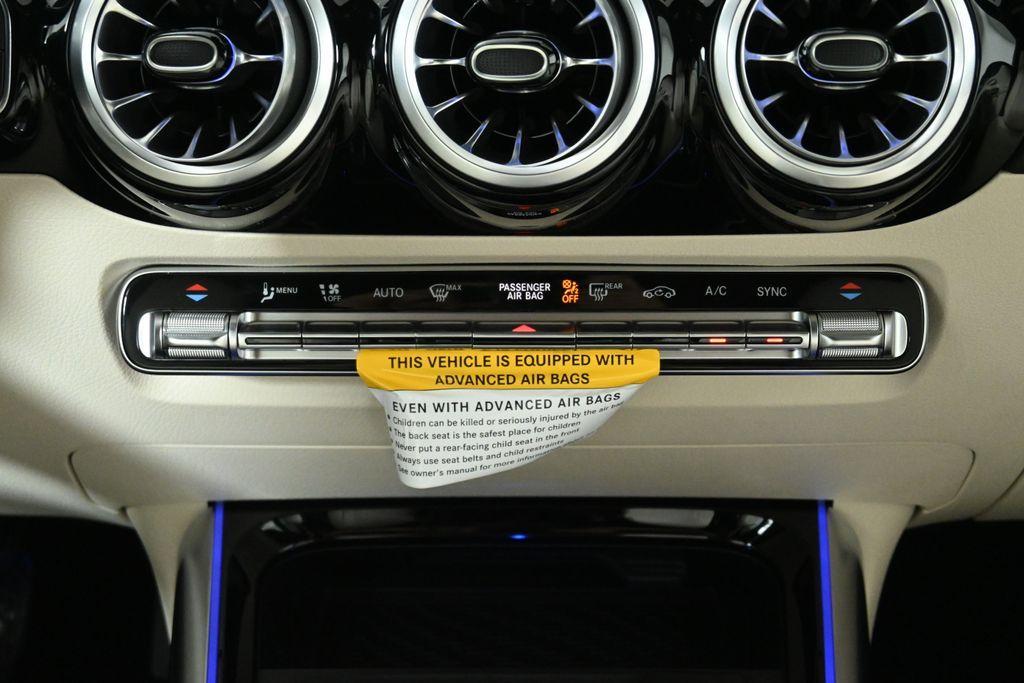 MENU
OFF
AUTO
MAX
PASSENGER
AIR BAG
OFF
REAR
A/C
SYNC
THIS VEHICLE IS EQUIPPED WITH
ADVANCED AIR BAGS
EVEN WITH ADVANCED AIR BAGS
• Children can be killed or seriously injured by the air
• The back seat is the safest place for children
Never put a rear-facing child seat in the front
Always use seat belts and child restraints
See owner's manual for more